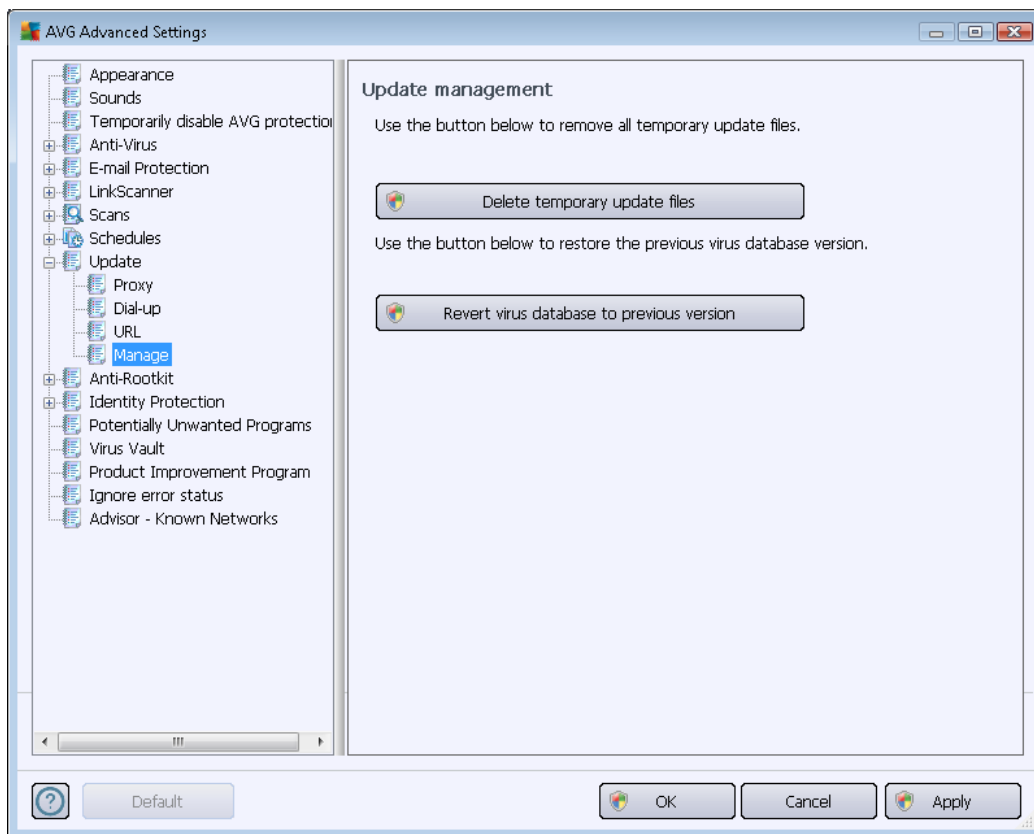 AVG Advanced Settings
Appearance
Sounds
Temporarily disable AVG protection
Anti-Virus
E-mail Protection
LinkScanner
Scans
Schedules
Update
Proxy
Dial-up
URL
Manage
Anti-Rootkit
Identity Protection
Potentially Unwanted Programs
Virus Vault
Product Improvement Program
Ignore error status
Advisor - Known Networks
Update management
Use the button below to remove all temporary update files.
Delete temporary update files
Use the button below to restore the previous virus database version.
Revert virus database to previous version
Default
OK
Cancel
Apply